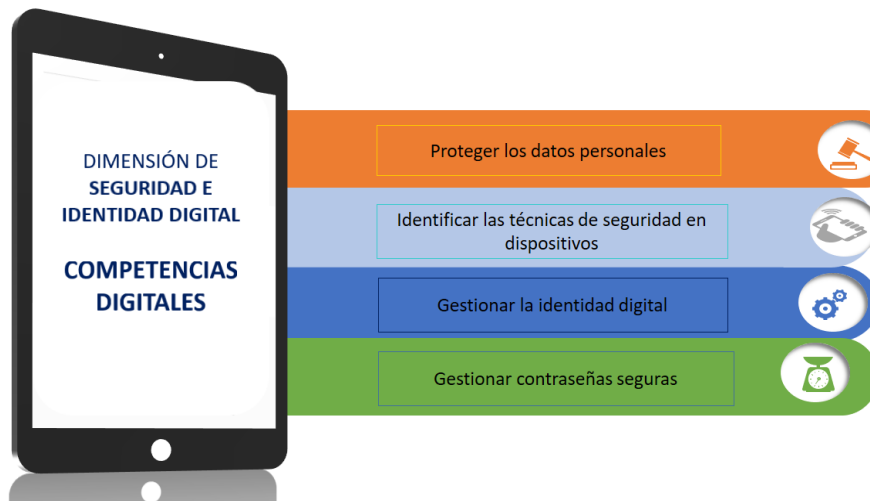 DIMENSIÓN DE
SEGURIDAD E
IDENTIDAD DIGITAL
COMPETENCIAS
DIGITALES
Proteger los datos personales
Identificar las técnicas de seguridad en
dispositivos
Gestionar la identidad digital
Gestionar contraseñas seguras